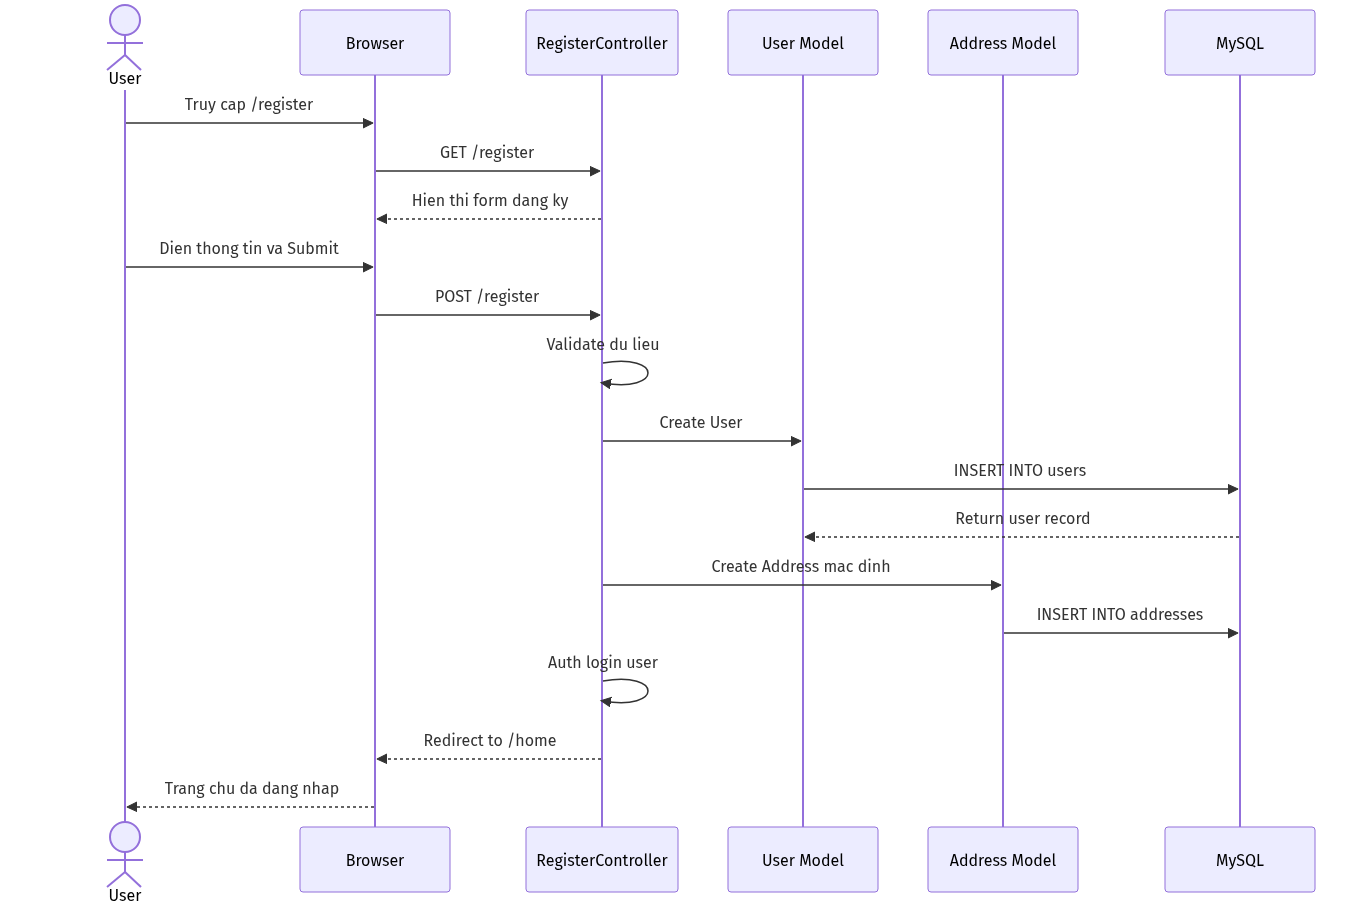 User
Browser
RegisterController
User Model
Address Model
MySQL
Truy cap /register
GET /register
Hien thi form dang ky
Dien thong tin va Submit
POST /register
Validate du lieu
Create User
INSERT INTO users
Return user record
Create Address mac dinh
INSERT INTO addresses
Auth login user
Redirect to /home
Trang chu da dang nhap
User
Browser
RegisterController
User Model
Address Model
MySQL